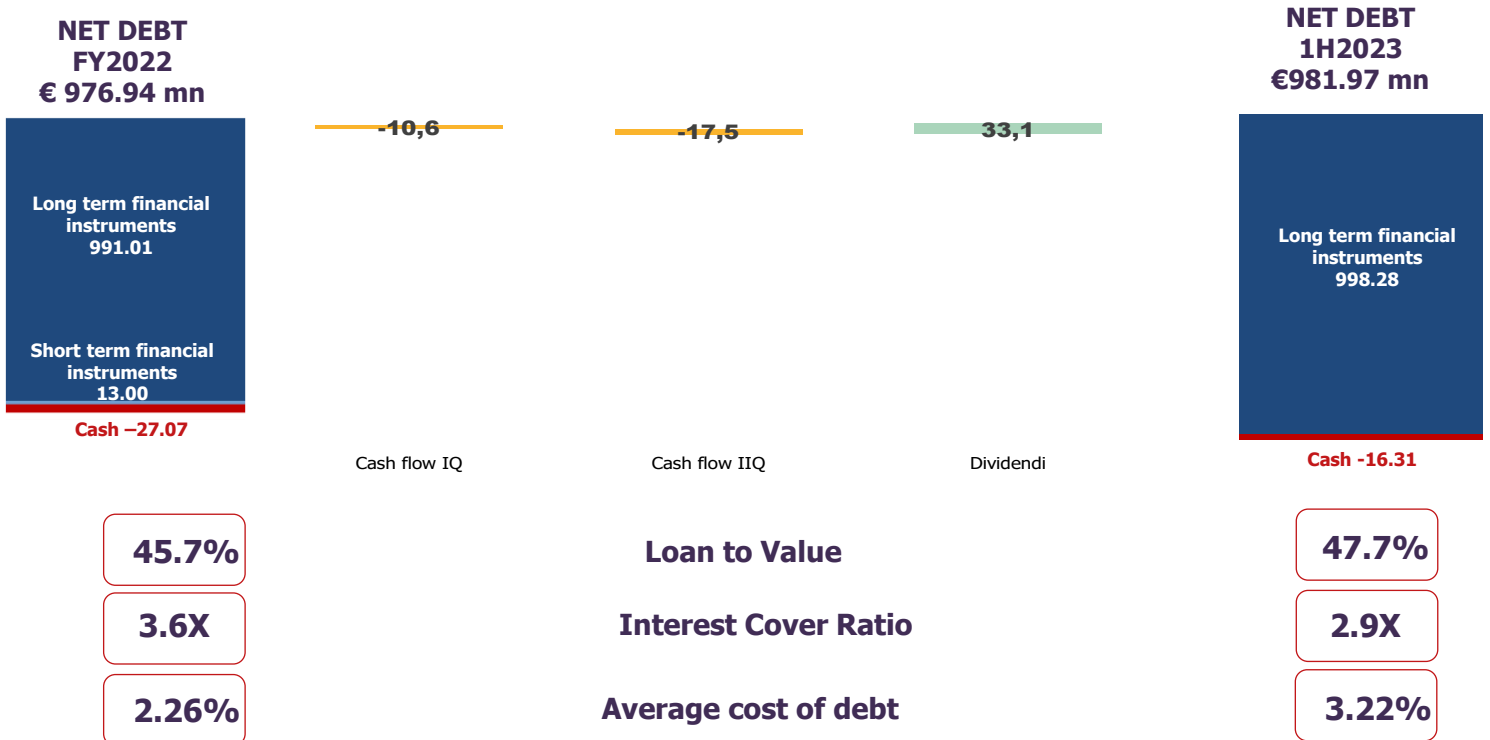 NET DEBT
FY2022
€ 976.94 mn
NET DEBT
1H2023
€981.97 mn
-10,6
-17,5
33,1
Long term financial
instruments
991.01
Short term financial
instruments
13.00
Cash –27.07
Long term financial
instruments
998.28
Cash -16.31
Cash flow IQ
Cash flow IIQ
Dividendi
45.7%
Loan to Value
47.7%
3.6X
Interest Cover Ratio
2.9X
2.26%
Average cost of debt
3.22%